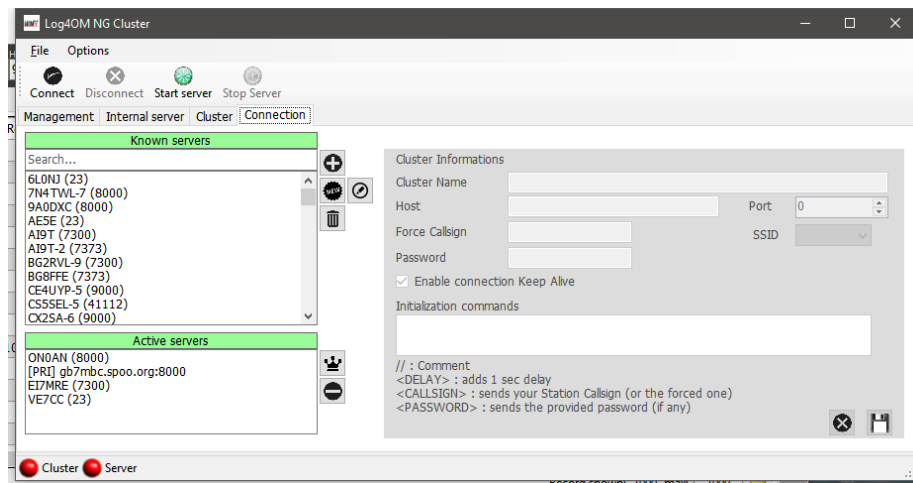 Log4OM NG Cluster
File Options
Connect Disconnect Start server Stop Server
Management Internal server Cluster Connection
Known servers
Search...
6L0NJ (23)
7N4TWL-7 (8000)
9A0DXC (8000)
AE5E (23)
AI9T (7300)
AI9T-2 (7373)
BG2RVL-9 (7300)
BG8FFE (7373)
CE4UYP-5 (9000)
CS5SEL-5 (41112)
CX2SA-6 (9000)
NEW
Active servers
ON0AN (8000)
[PRI] gb7mbc.spoo.org:8000
EI7MRE (7300)
VE7CC (23)
Cluster Informations
Cluster Name
Host Port 0
Force Callsign SSID
Password
Enable connection Keep Alive
Initialization commands
// : Comment
<DELAY> : adds 1 sec delay
<CALLSIGN> : sends your Station Callsign (or the forced one)
<PASSWORD> : sends the provided password (if any)
Cluster Server